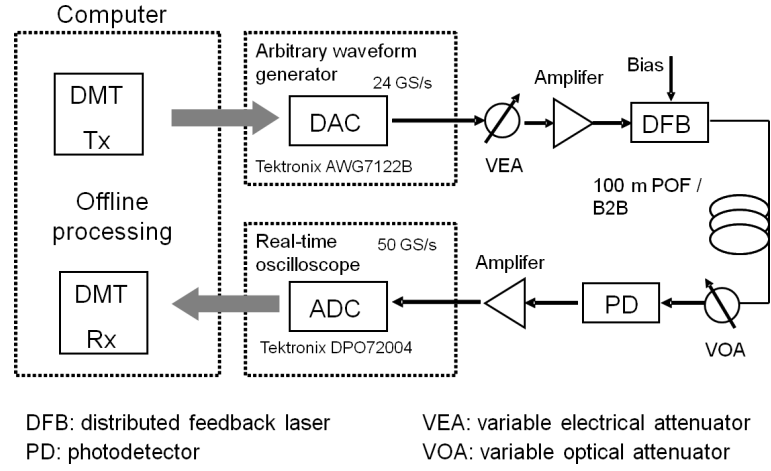 Computer
DMT
Tx
Offline
processing
DMT
Rx
Arbitrary waveform
generator
24 GS/s
DAC
Tektronix AWG7122B
VEA
Amplifer
Bias
DFB
100 m POF /
B2B
Real-time
oscilloscope
50 GS/s
ADC
Tektronix DPO72004
Amplifer
PD
VOA
DFB: distributed feedback laser
PD: photodetector
VEA: variable electrical attenuator
VOA: variable optical attenuator